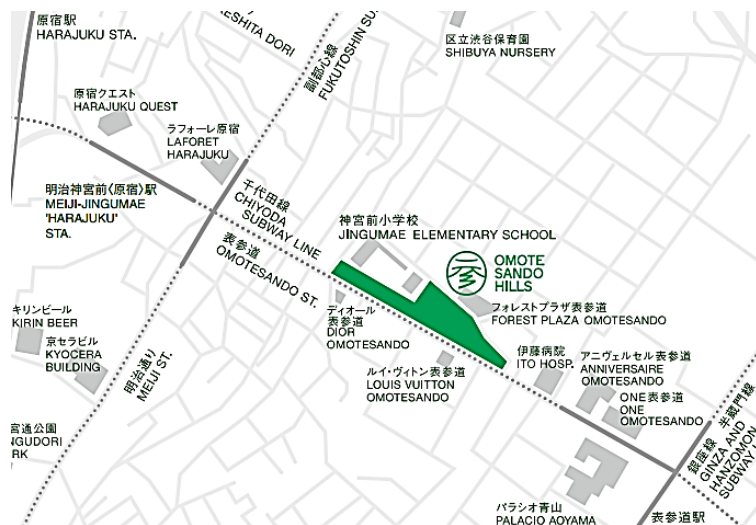 原宿駅
HARAJUKU STA.
区立渋谷保育園
SHIBUYA NURSERY
副都心線
原宿クエスト
HARAJUKU QUEST
ラフォーレ原宿
LAFORET
HARAJUKU
明治神宮前〈原宿〉駅
MEIJI-JINGUMAE
'HARAJUKU'
STA.
千代田線
CHIYODA
SUBWAY LINE
表参道
OMOTESANDO ST.
神宮前小学校
JINGUMAE ELEMENTARY SCHOOL
OMOTE
SANDO
HILLS
フォレストプラザ表参道
FOREST PLAZA OMOTESANDO
ディオール
表参道
DIOR
OMOTESANDO
キリンビール
KIRIN BEER
京セラビル
KYOCERA
BUILDING
明治通り
MEIJI ST.
ルイ・ヴィトン表参道
LOUIS VUITTON
OMOTESANDO
伊藤病院
ITO HOSP.
アニヴェルセル表参道
ANNIVERSAIRE
OMOTESANDO
ONE表参道
ONE
OMOTESANDO
銀座線 半蔵門線
GINZA AND
パラシオ青山
PALACIO AOYAMA
表参道駅